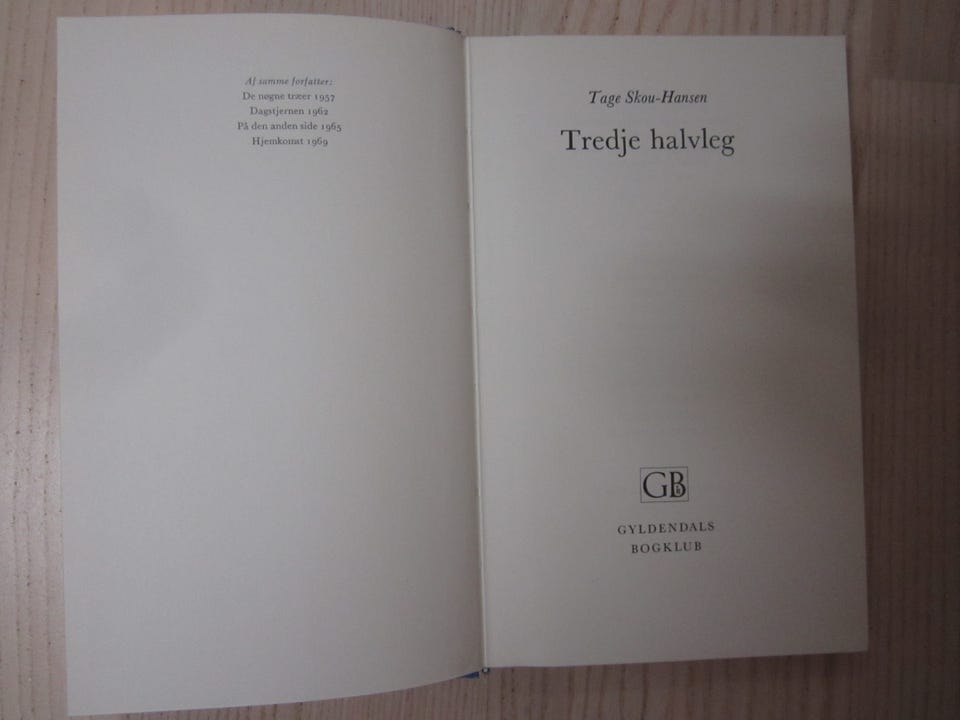 Af samme forfatter:
De nøgne træer 1957
Dagstjernen 1962
På den anden side 1965
Hjemkomst 1969
Tage Skou-Hansen
Tredje halvleg
GBk
GYLDENDALS
BOGKLUB